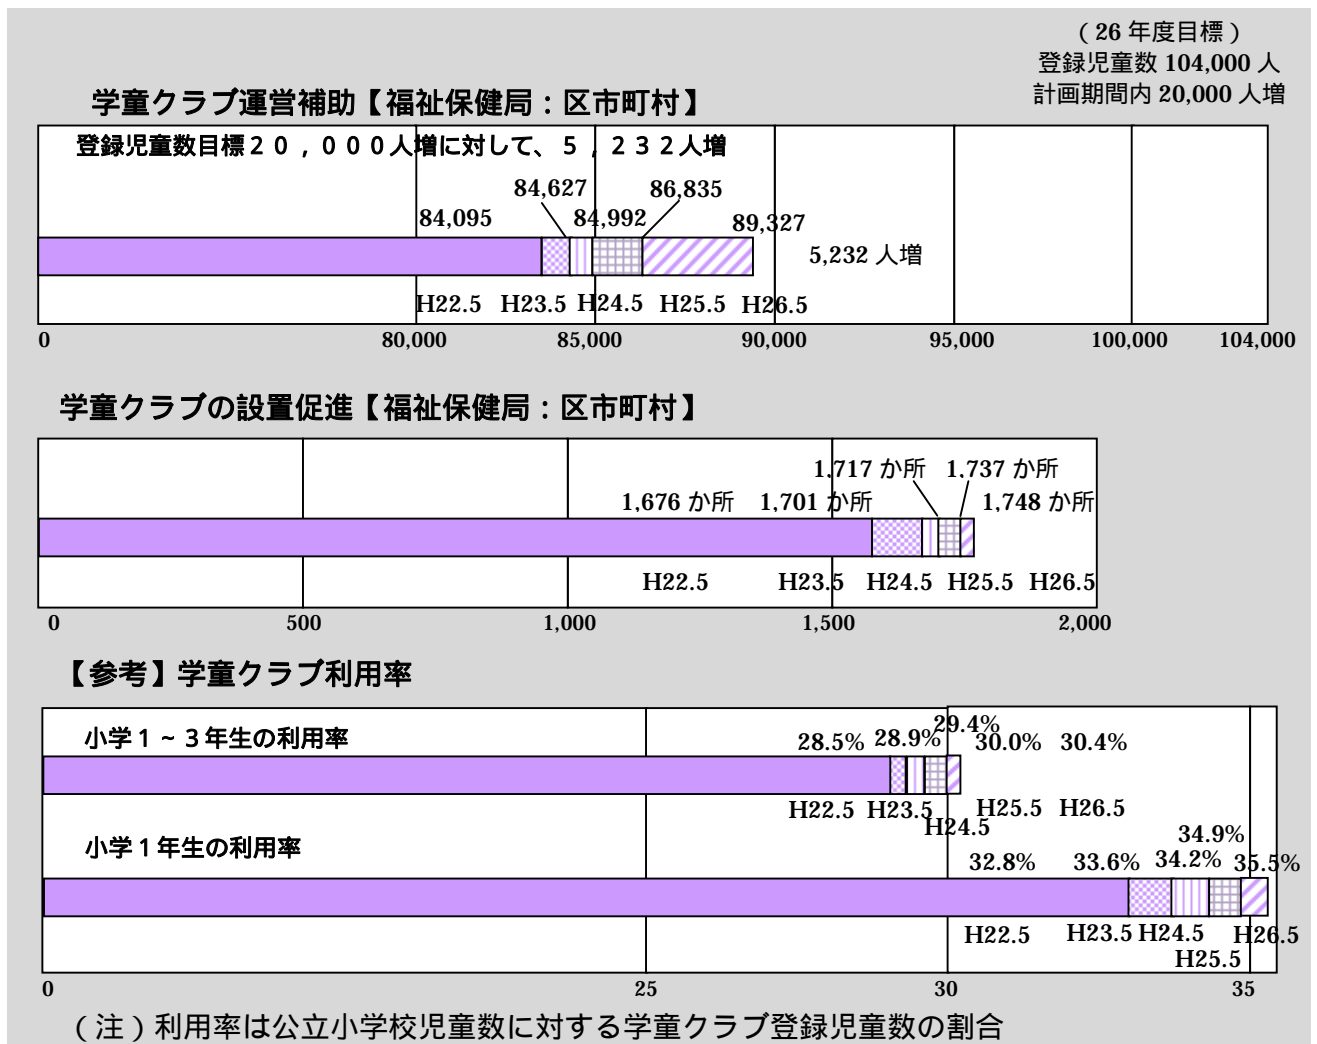 （26 年度目標）
登録児童数 104,000 人
計画期間内 20,000 人増
学童クラブ運営補助【福祉保健局：区市町村】
登録児童数目標２０，０００人増に対して、５，２３２人増
84,627 86,835
84,095 84,992 89,327
5,232 人増
H22.5 H23.5 H24.5 H25.5 H26.5
0 80,000 85,000 90,000 95,000 100,000 104,000
学童クラブの設置促進【福祉保健局：区市町村】
1,717 か所 1,737 か所
1,676 か所 1,701 か所 1,748 か所
H22.5 H23.5 H24.5 H25.5 H26.5
0 500 1,000 1,500 2,000
【参考】学童クラブ利用率
小学１～３年生の利用率
28.5% 28.9% 29.4% 30.0% 30.4%
H22.5 H23.5 H24.5 H25.5 H26.5
小学１年生の利用率
32.8% 33.6% 34.2% 34.9% 35.5%
H22.5 H23.5 H24.5 H25.5 H26.5
0 25 30 35
（注）利用率は公立小学校児童数に対する学童クラブ登録児童数の割合